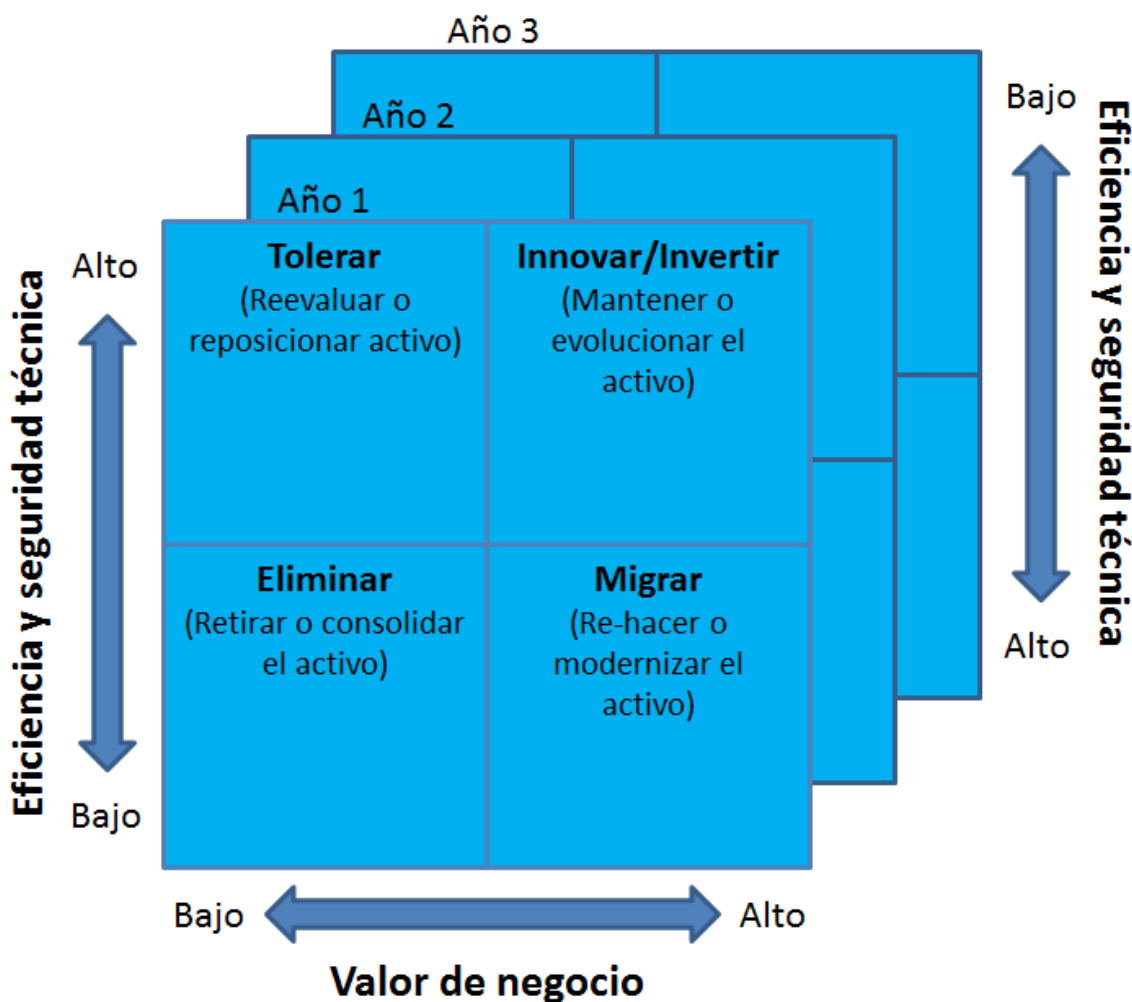 Año 3
Año 2
Año 1
Bajo
Eficiencia y seguridad técnica
Alto
Alto
Eficiencia y seguridad técnica
Bajo
Tolerar
(Reevaluar o
reposicionar activo)
Innovar/Invertir
(Mantener o
evolucionar el
activo)
Eliminar
(Retirar o consolidar
el activo)
Migrar
(Re-hacer o
modernizar el
activo)
Bajo
Alto
Valor de negocio